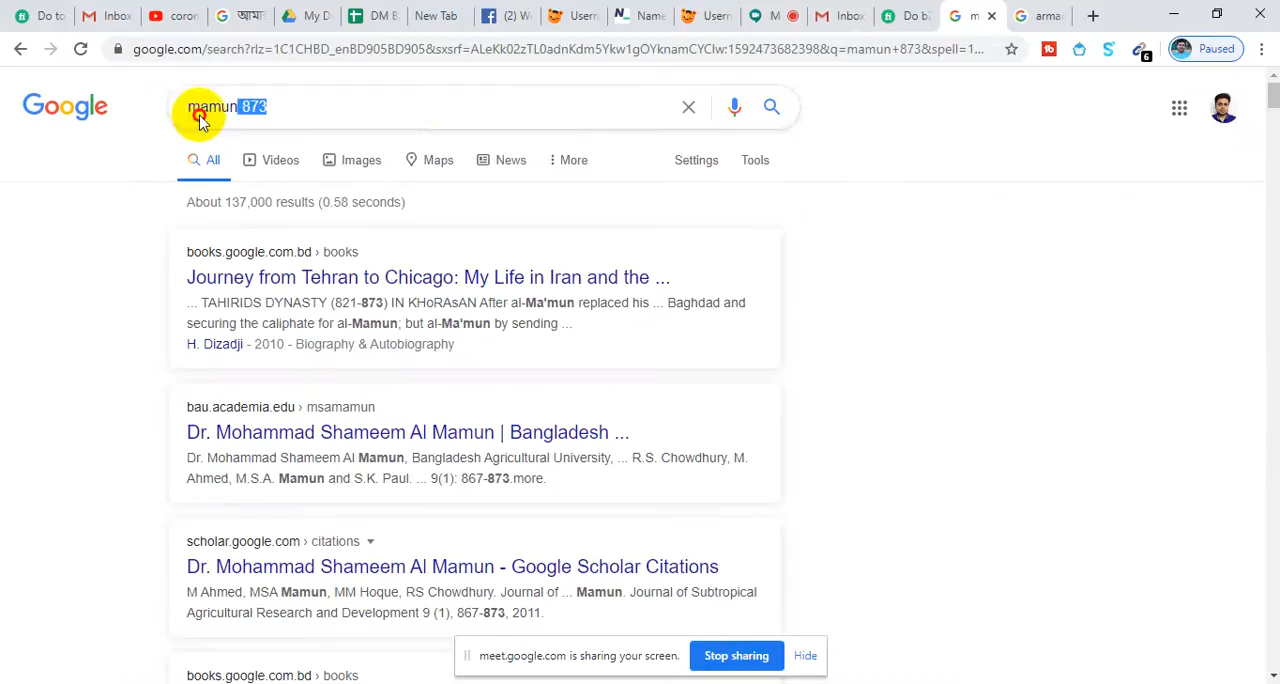 Do to
Inbox
coron
আমা
My D
DM B
New Tab
(2) W
Usern
Name
Usern
M
Inbox
Do b
m
arma
google.com/search?rlz=1C1CHBD_enBD905BD905&sxsrf=ALeKk02zTL0adnKdm5Ykw1gOYknamCYClw:1592473682398&q=mamun+873&spell=1...
6
Paused
Google
mamun 873
All
Videos
Images
Maps
News
More
Settings
Tools
About 137,000 results (0.58 seconds)
books.google.com.bd › books
Journey from Tehran to Chicago: My Life in Iran and the ...
... TAHIRIDS DYNASTY (821-873) IN KHoRAsAN After al-Ma'mun replaced his ... Baghdad and
securing the caliphate for al-Mamun; but al-Ma'mun by sending ...
H. Dizadji - 2010 - Biography & Autobiography
bau.academia.edu › msamamun
Dr. Mohammad Shameem Al Mamun | Bangladesh ...
Dr. Mohammad Shameem Al Mamun, Bangladesh Agricultural University, ... R.S. Chowdhury, M.
Ahmed, M.S.A. Mamun and S.K. Paul. ... 9(1): 867-873.more.
scholar.google.com › citations
Dr. Mohammad Shameem Al Mamun - Google Scholar Citations
M Ahmed, MSA Mamun, MM Hoque, RS Chowdhury. Journal of ... Mamun. Journal of Subtropical
Agricultural Research and Development 9 (1), 867-873, 2011.
meet.google.com is sharing your screen.
Stop sharing
Hide
books.google.com.bd › books